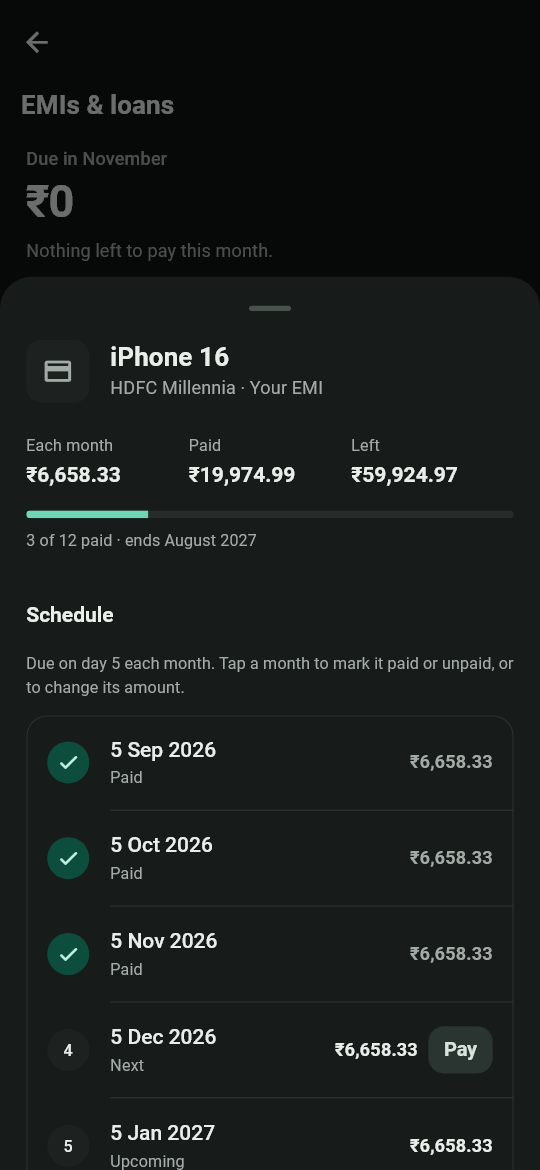 EMIs & loans
Due in November
₹0
Nothing left to pay this month.
iPhone 16
HDFC Millennia · Your EMI
Each month Paid Left
₹6,658.33 ₹19,974.99 ₹59,924.97
3 of 12 paid · ends August 2027
Schedule
Due on day 5 each month. Tap a month to mark it paid or unpaid, or
to change its amount.
5 Sep 2026
Paid
₹6,658.33
5 Oct 2026
Paid
₹6,658.33
5 Nov 2026
Paid
₹6,658.33
4
5 Dec 2026
Next
₹6,658.33 Pay
5
5 Jan 2027
Upcoming
₹6,658.33